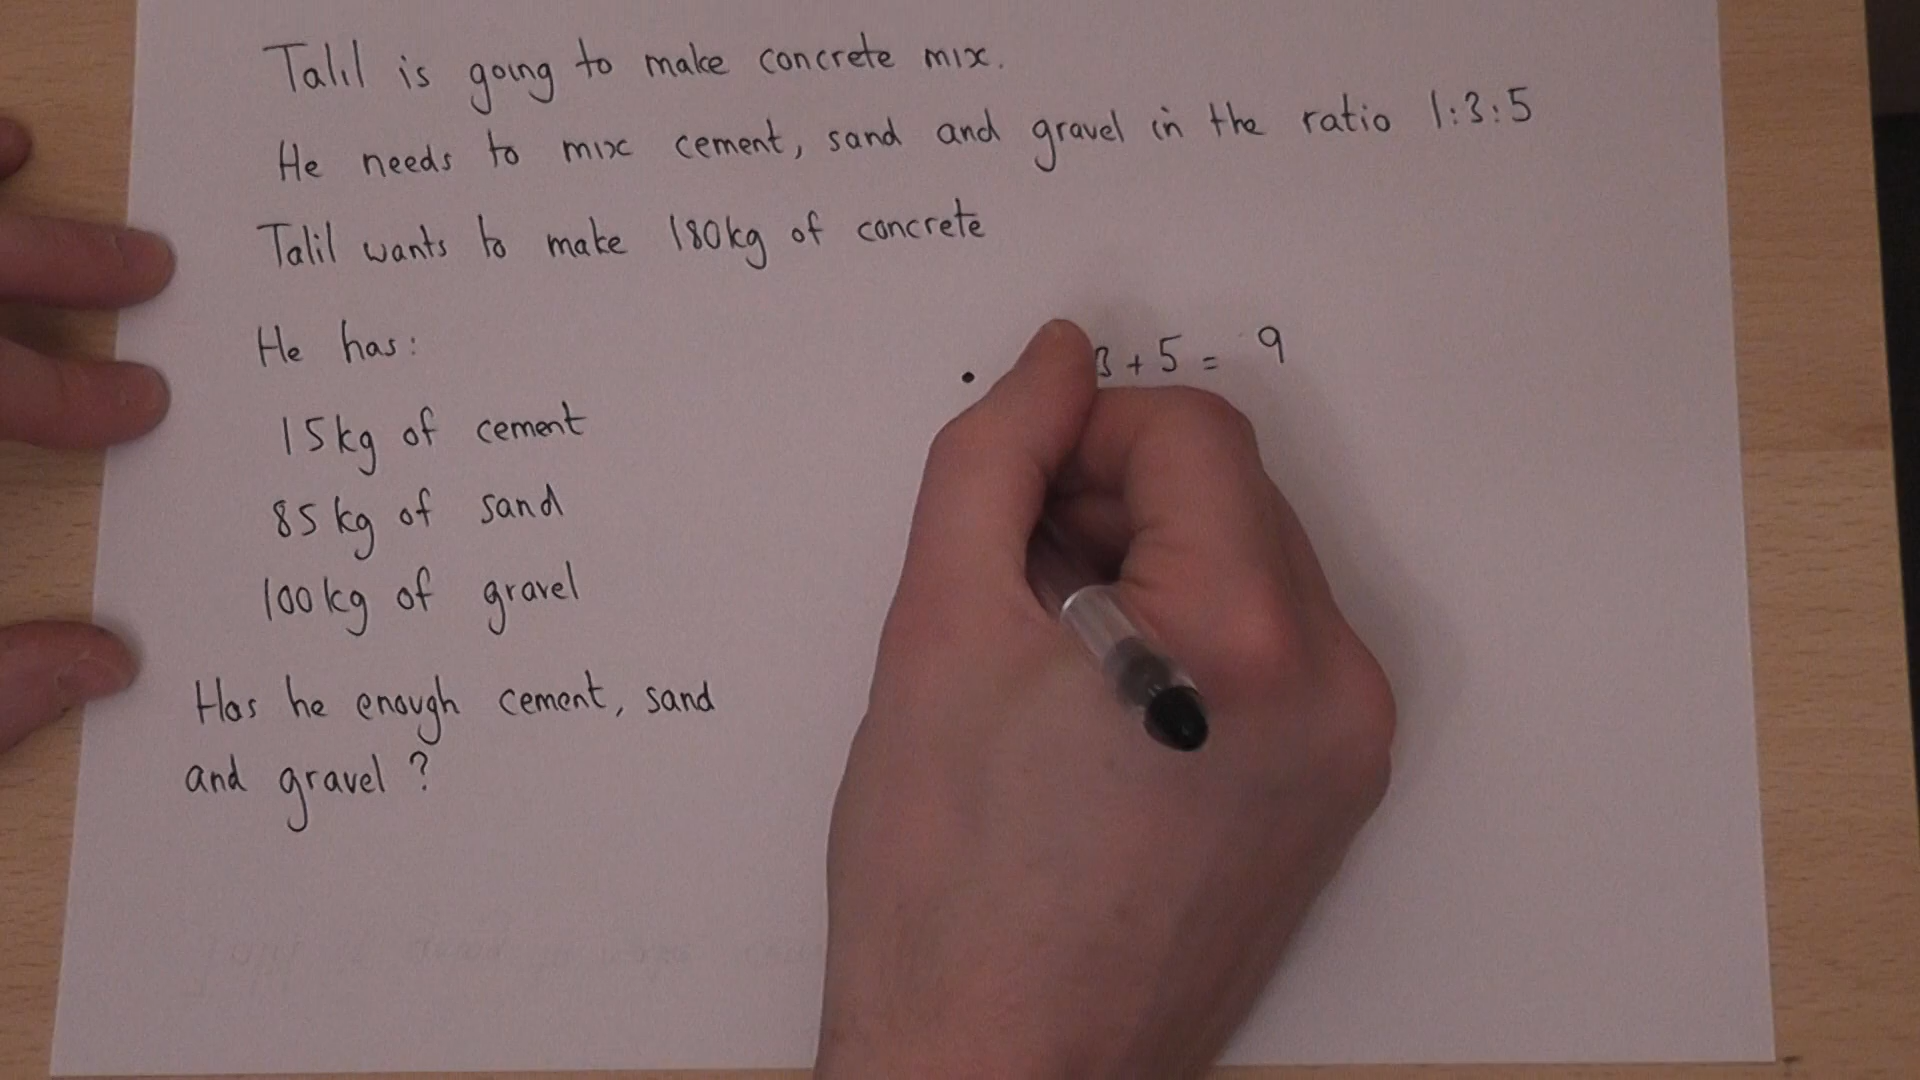 Talil is going to make concrete mix.
He needs to mix cement, sand and gravel in the ratio 1:3:5
Talil wants to make 180kg of concrete
He has:
15kg of cement
85kg of sand
100kg of gravel
Has he enough cement, sand
and gravel?
3 + 5 = 9